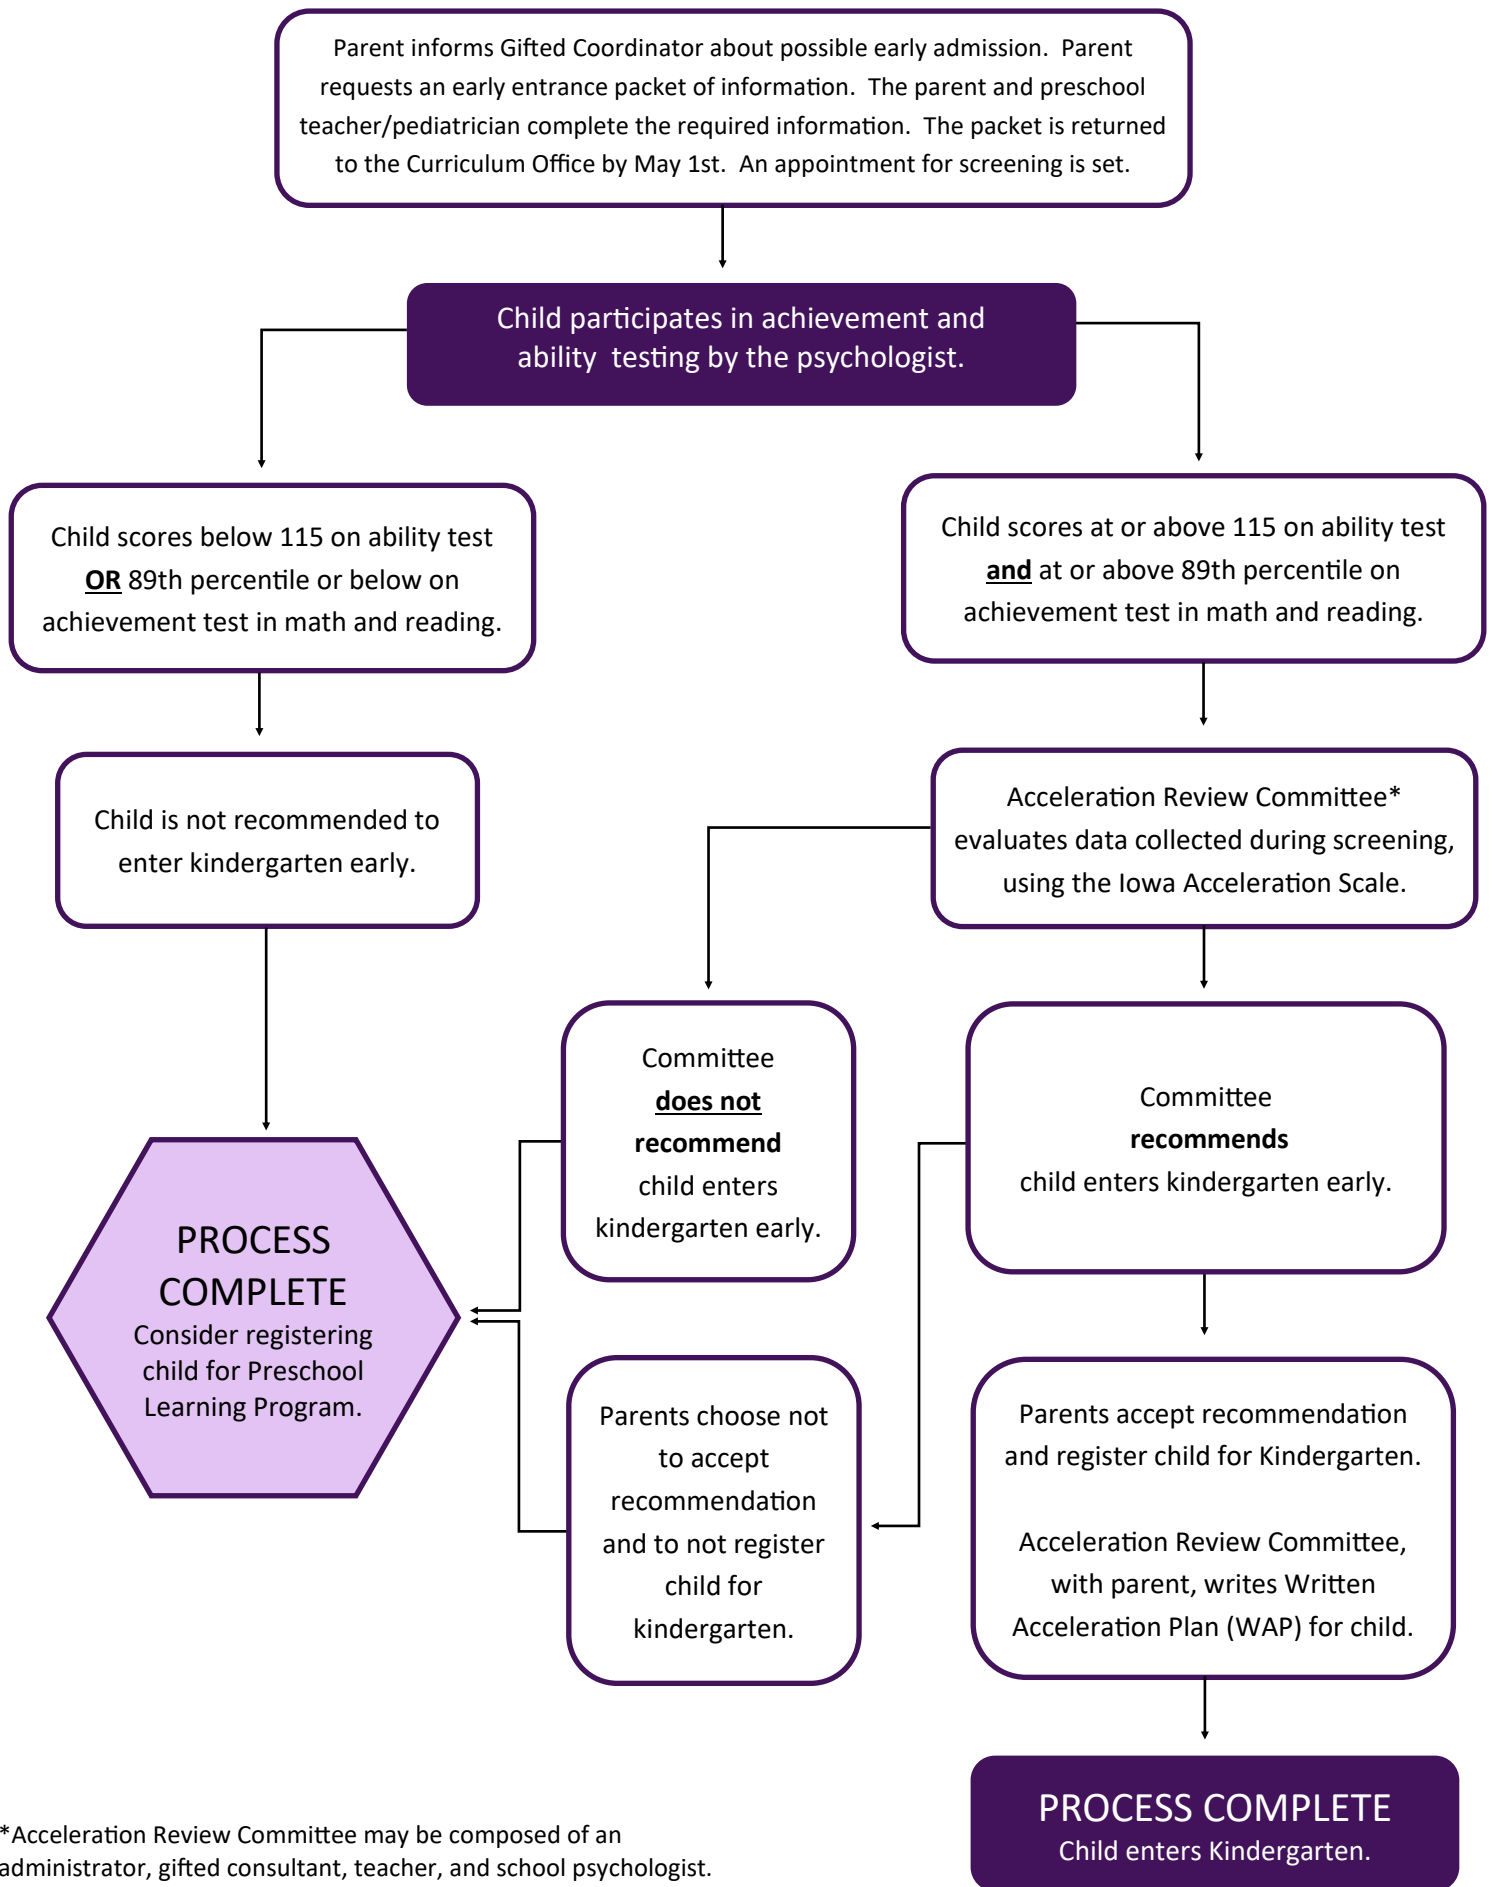 Parent informs Gifted Coordinator about possible early admission.  Parent
requests an early entrance packet of information.  The parent and preschool
teacher/pediatrician complete the required information.  The packet is returned
to the Curriculum Office by May 1st.  An appointment for screening is set.
Child participates in achievement and
ability  testing by the psychologist.
Child scores below 115 on ability test
OR 89th percentile or below on
achievement test in math and reading.
Child scores at or above 115 on ability test
and at or above 89th percentile on
achievement test in math and reading.
Child is not recommended to
enter kindergarten early.
Acceleration Review Committee*
evaluates data collected during screening,
using the Iowa Acceleration Scale.
Committee
does not
recommend
child enters
kindergarten early.
Committee
recommends
child enters kindergarten early.
PROCESS
COMPLETE
Consider registering
child for Preschool
Learning Program.
Parents choose not
to accept
recommendation
and to not register
child for
kindergarten.
Parents accept recommendation
and register child for Kindergarten.
Acceleration Review Committee,
with parent, writes Written
Acceleration Plan (WAP) for child.
PROCESS COMPLETE
Child enters Kindergarten.
*Acceleration Review Committee may be composed of an
administrator, gifted consultant, teacher, and school psychologist.